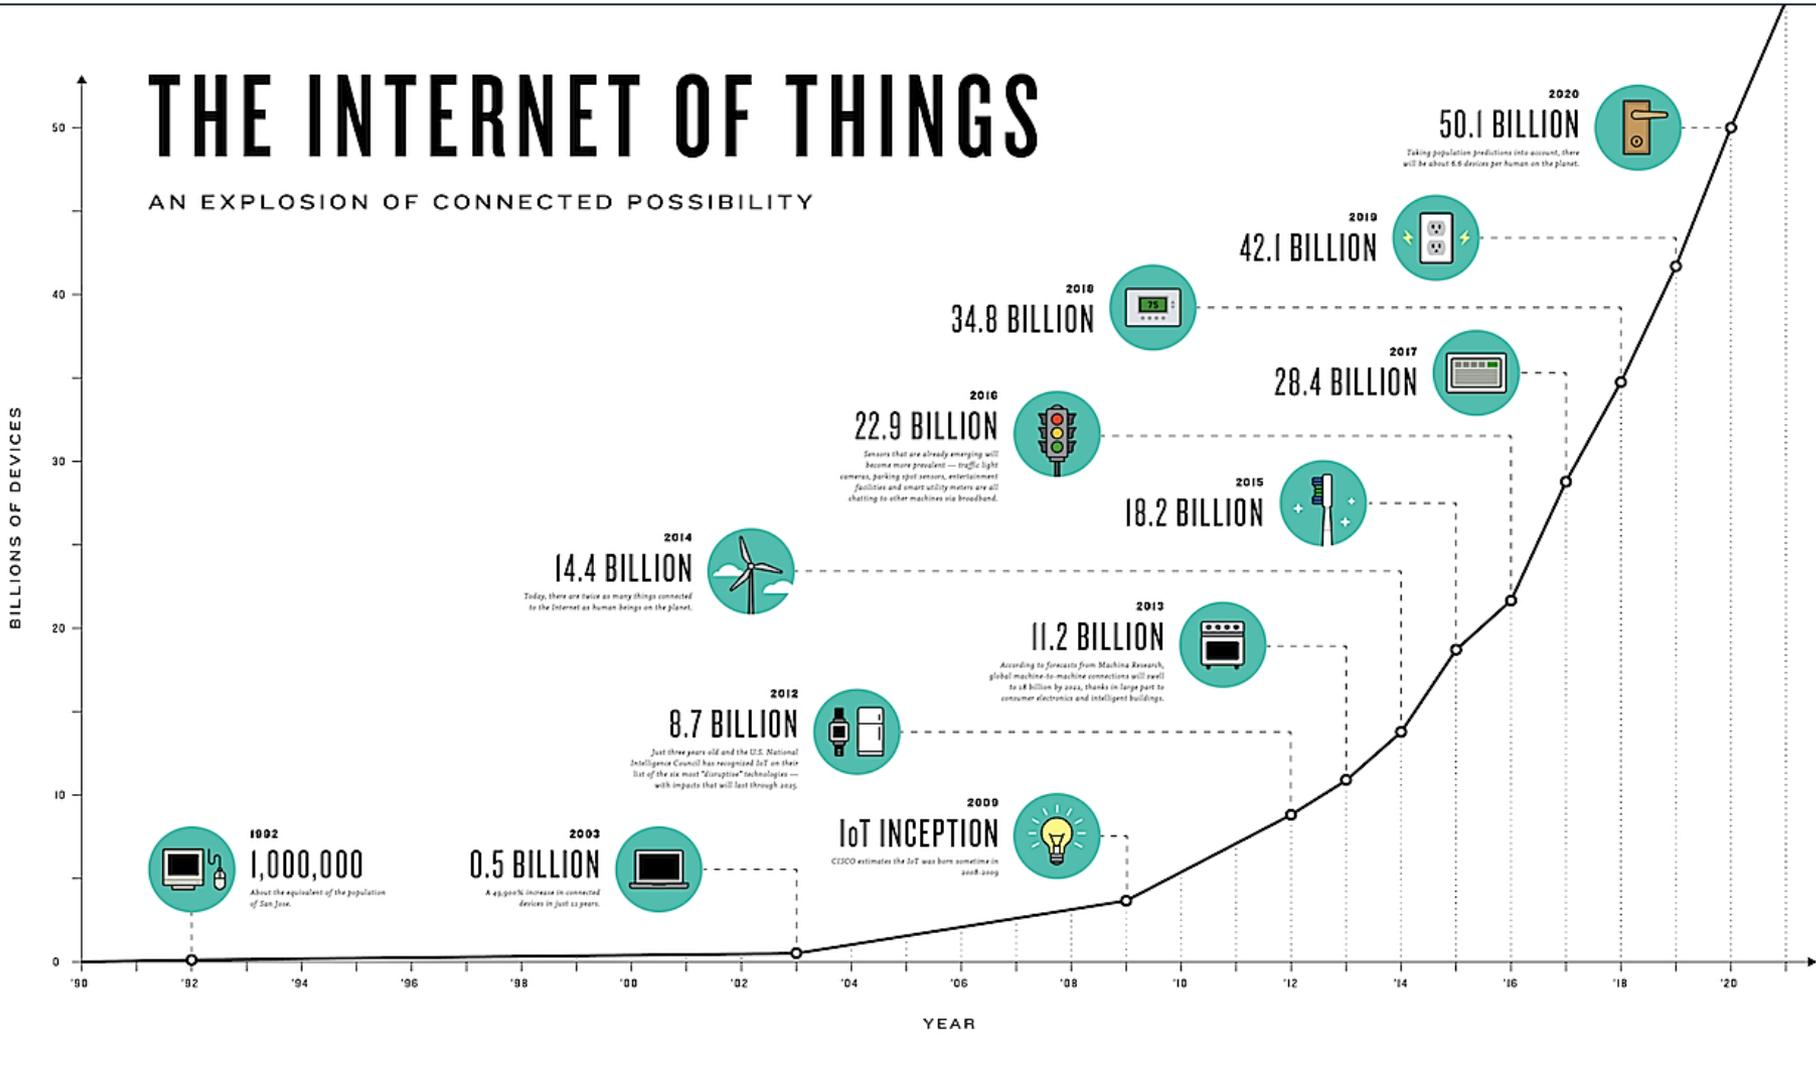 THE INTERNET OF THINGS
AN EXPLOSION OF CONNECTED POSSIBILITY
BILLIONS OF DEVICES
50
40
30
20
10
0
2020
50.1 BILLION
Taking population predictions into account, there
will be about 6.6 devices per human on the planet.
2019
42.1 BILLION
2018
34.8 BILLION
75
2017
28.4 BILLION
2016
22.9 BILLION
Sensors that are already emerging will
become more prevalent — traffic light
cameras, parking spot sensors, entertainment
facilities and smart utility meters are all
chatting to other machines via broadband.
2015
18.2 BILLION
2014
14.4 BILLION
Today, there are twice as many things connected
to the Internet as human beings on the planet.
2013
11.2 BILLION
According to forecasts from Machina Research,
global machine-to-machine connections will swell
to 18 billion by 2022, thanks in large part to
consumer electronics and intelligent buildings.
2012
8.7 BILLION
Just three years old and the U.S. National
Intelligence Council has recognized IoT on their
list of the six most "disruptive" technologies —
with impacts that will last through 2025.
2009
IoT INCEPTION
CISCO estimates the IoT was born sometime in
2008-2009
2003
0.5 BILLION
A 49,900% increase in connected
devices in just 11 years.
1992
1,000,000
About the equivalent of the population
of San Jose.
'90 '92 '94 '96 '98 '00 '02 '04 '06 '08 '10 '12 '14 '16 '18 '20
YEAR